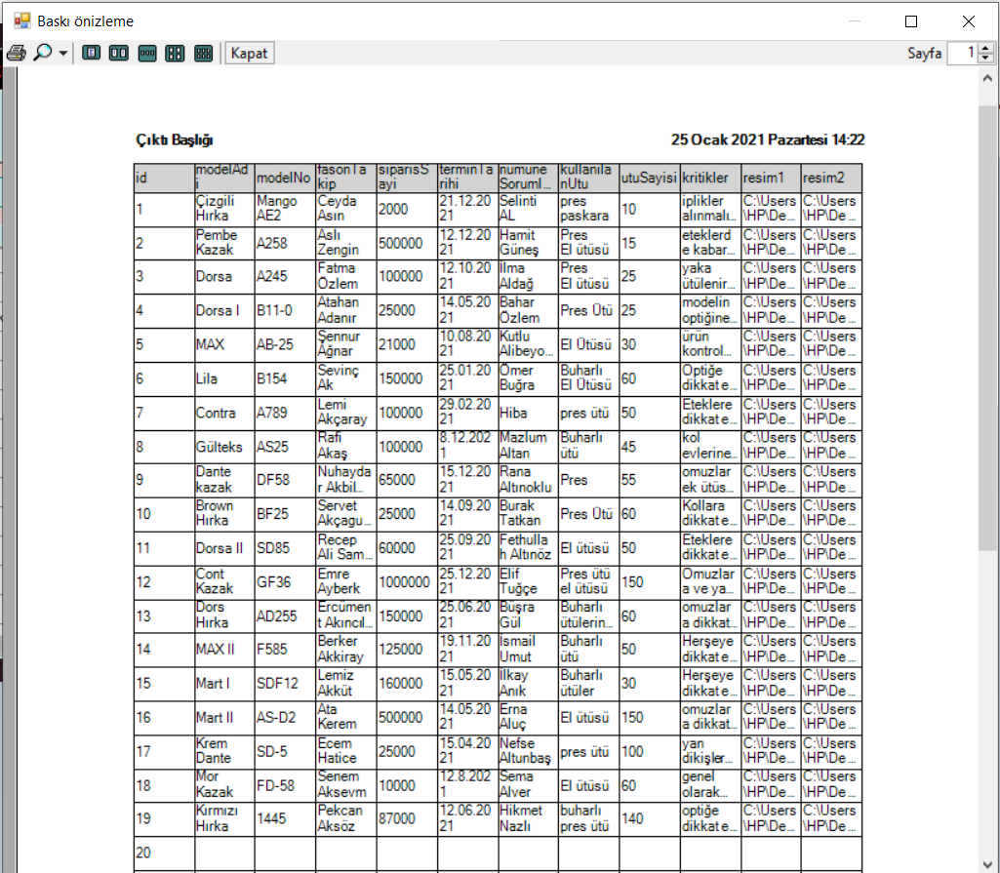 Baskı önizleme
Kapat
Sayfa 1
Çıktı Başlığı 25 Ocak 2021 Pazartesi 14:22
id modelAdi modelNo fasonTakip siparisSayi terminTarihi numuneSoruml... kullanilanUtu utuSayisi kritikler resim1 resim2
1 Çizgili Hırka Mango AE2 Ceyda Asın 2000 21.12.2021 Selinti AL pres paskara 10 iplikler alınmalı... C:\Users\HP\De... C:\Users\HP\De...
2 Pembe Kazak A258 Aslı Zengin 500000 12.12.2021 Hamit Güneş Pres El ütüsü 15 eteklerde kabar... C:\Users\HP\De... C:\Users\HP\De...
3 Dorsa A245 Fatma Özlem 100000 12.10.2021 İlma Aldağ Pres El ütüsü 25 yaka ütülenir... C:\Users\HP\De... C:\Users\HP\De...
4 Dorsa I B11-0 Atahan Adanır 25000 14.05.2021 Bahar Özlem Pres Ütü 25 modelin optiğine... C:\Users\HP\De... C:\Users\HP\De...
5 MAX AB-25 Şennur Ağnar 21000 10.08.2021 Kutlu Alibeyo... El Ütüsü 30 ürün kontrol... C:\Users\HP\De... C:\Users\HP\De...
6 Lila B154 Sevinç Ak 150000 25.01.2021 Ömer Buğra Buharlı El Ütüsü 60 Optiğe dikkat e... C:\Users\HP\De... C:\Users\HP\De...
7 Contra A789 Lemi Akçaray 100000 29.02.2021 Hiba pres ütü 50 Eteklere dikkat e... C:\Users\HP\De... C:\Users\HP\De...
8 Gülteks AS25 Rafi Akaş 100000 8.12.2021 Mazlum Altan Buharlı ütü 45 kol evlerine... C:\Users\HP\De... C:\Users\HP\De...
9 Dante kazak DF58 Nuhaydar Akbil... 65000 15.12.2021 Rana Altınoklu Pres 55 omuzlar ek ütüs... C:\Users\HP\De... C:\Users\HP\De...
10 Brown Hırka BF25 Servet Akçagu... 25000 14.09.2021 Burak Tatkan Pres Ütü 60 Kollara dikkat e... C:\Users\HP\De... C:\Users\HP\De...
11 Dorsa II SD85 Recep Ali Sam... 60000 25.09.2021 Fethullah Altınöz El ütüsü 50 Eteklere dikkat e... C:\Users\HP\De... C:\Users\HP\De...
12 Cont Kazak GF36 Emre Ayberk 1000000 25.12.2021 Elif Tuğçe Pres ütü el ütüsü 150 Omuzlara ve ya... C:\Users\HP\De... C:\Users\HP\De...
13 Dors Hırka AD255 Ercüment Akıncıl... 150000 25.06.2021 Büşra Gül Buharlı ütülerin... 60 omuzlara dikkat... C:\Users\HP\De... C:\Users\HP\De...
14 MAX II F585 Berker Akkiray 125000 19.11.2021 İsmail Umut Buharlı ütü 50 Herşeye dikkat e... C:\Users\HP\De... C:\Users\HP\De...
15 Mart I SDF12 Lemiz Akküt 160000 15.05.2021 İlkay Anık Buharlı ütüler 30 Herşeye dikkat e... C:\Users\HP\De... C:\Users\HP\De...
16 Mart II AS-D2 Ata Kerem 500000 14.05.2021 Erna Aluç El ütüsü 150 omuzlara dikkat... C:\Users\HP\De... C:\Users\HP\De...
17 Krem Dante SD-5 Ecem Hatice 25000 15.04.2021 Nefse Altunbaş pres ütü 100 yan dikişler... C:\Users\HP\De... C:\Users\HP\De...
18 Mor Kazak FD-58 Senem Aksevm 10000 12.8.2021 Sema Alver El ütüsü 60 genel olarak... C:\Users\HP\De... C:\Users\HP\De...
19 Kırmızı Hırka 1445 Pekcan Aksöz 87000 12.06.2021 Hikmet Nazlı buharlı pres ütü 140 optiğe dikkat e... C:\Users\HP\De... C:\Users\HP\De...
20